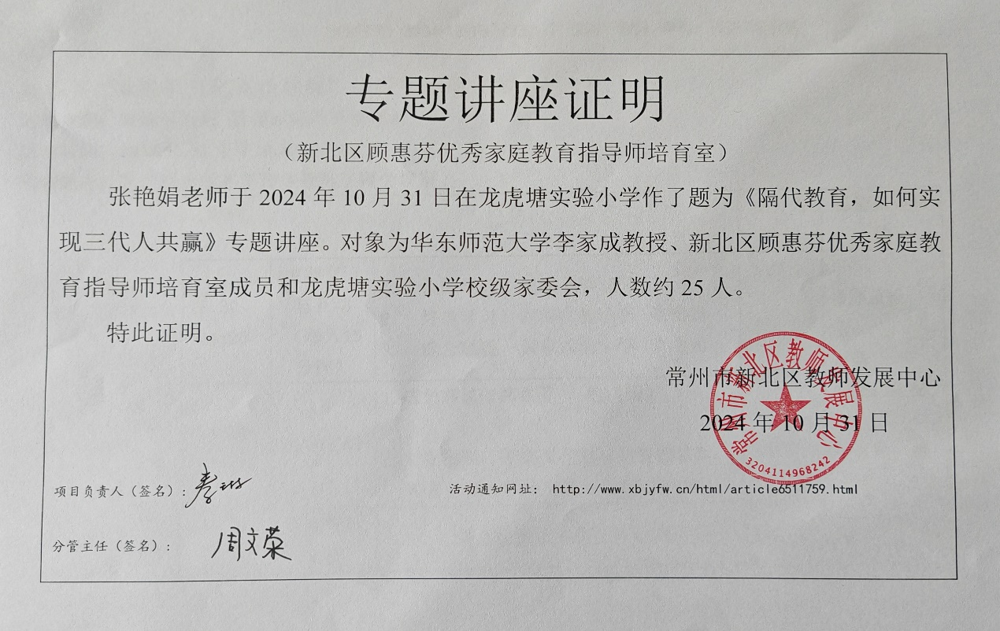 专题讲座证明
（新北区顾惠芬优秀家庭教育指导师培育室）
张艳娟老师于 2024 年 10 月 31 日在龙虎塘实验小学作了题为《隔代教育，如何实
现三代人共赢》专题讲座。对象为华东师范大学李家成教授、新北区顾惠芬优秀家庭教
育指导师培育室成员和龙虎塘实验小学校级家委会，人数约 25 人。
特此证明。
常州市新北区教师发展中心
2024 年 10 月 31 日
常州市新北区教师发展中心
3204114968242
项目负责人（签名）：
活动通知网址： http://www.xbjyfw.cn/html/article6511759.html
分管主任（签名）： 周文荣